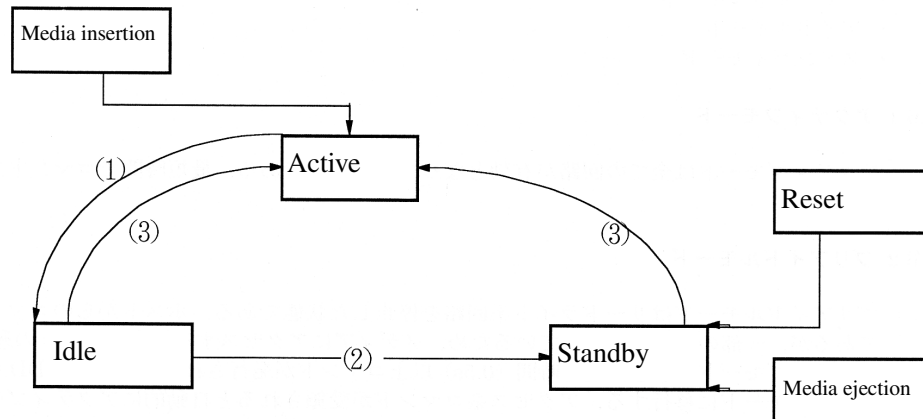 Media insertion
(1)
Active
(3)
(3)
Reset
Idle
(2)
Standby
Media ejection